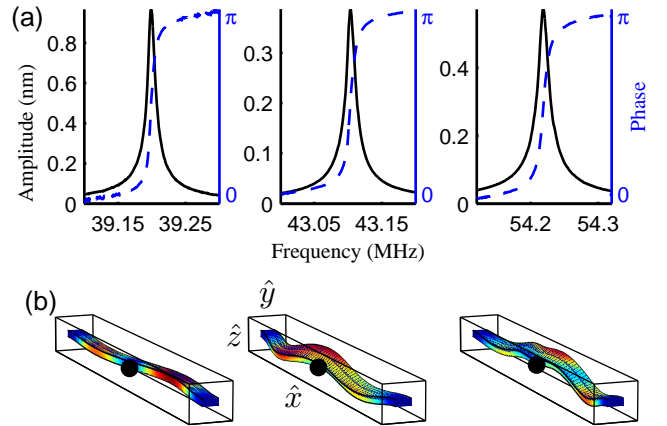 (a)
Amplitude (nm)
0.8
0.6
0.4
0.2
0
π
0
39.15 39.25
0.3
0.2
0.1
0
π
0
43.05 43.15
0.4
0.2
0
π
0
54.2 54.3
Phase
Frequency (MHz)
(b)
ŷ
ẑ
x̂